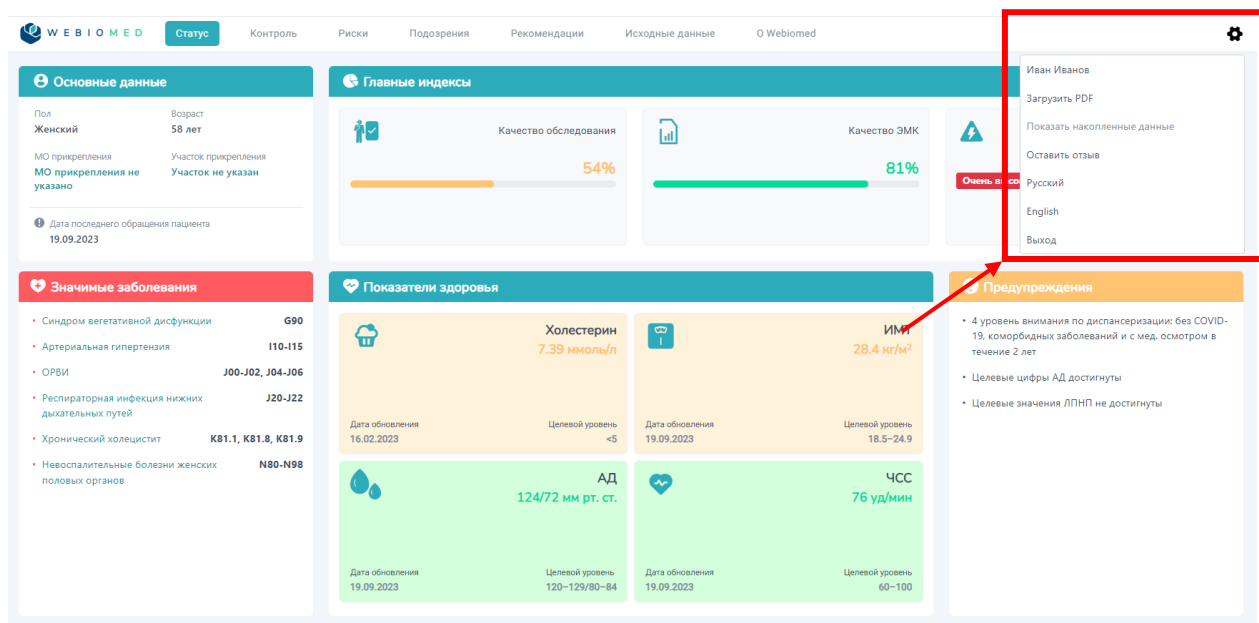 WEBIOMED
Статус
Контроль
Риски
Подозрения
Рекомендации
Исходные данные
О Webiomed
Иван Иванов
Загрузить PDF
Показать накопленные данные
Оставить отзыв
Русский
English
Выход
Основные данные
Пол
Возраст
Женский
58 лет
МО прикрепления
Участок прикрепления
МО прикрепления не
Участок не указан
указано
Дата последнего обращения пациента
19.09.2023
Главные индексы
Качество обследования
54%
Качество ЭМК
81%
Очень
Значимые заболевания
Синдром вегетативной дисфункции G90
Артериальная гипертензия I10-I15
ОРВИ J00-J02, J04-J06
Респираторная инфекция нижних J20-J22
дыхательных путей
Хронический холецистит K81.1, K81.8, K81.9
Невоспалительные болезни женских N80-N98
половых органов
Показатели здоровья
Холестерин
7.39 ммоль/л
Дата обновления
Целевой уровень
16.02.2023
<5
ИМТ
28.4 кг/м²
Дата обновления
Целевой уровень
19.09.2023
18.5–24.9
АД
124/72 мм рт. ст.
Дата обновления
Целевой уровень
19.09.2023
120–129/80–84
ЧСС
76 уд/мин
Дата обновления
Целевой уровень
19.09.2023
60–100
Предупреждения
4 уровень внимания по диспансеризации: без COVID-
19, коморбидных заболеваний и с мед. осмотром в
течение 2 лет
Целевые цифры АД достигнуты
Целевые значения ЛПНП не достигнуты